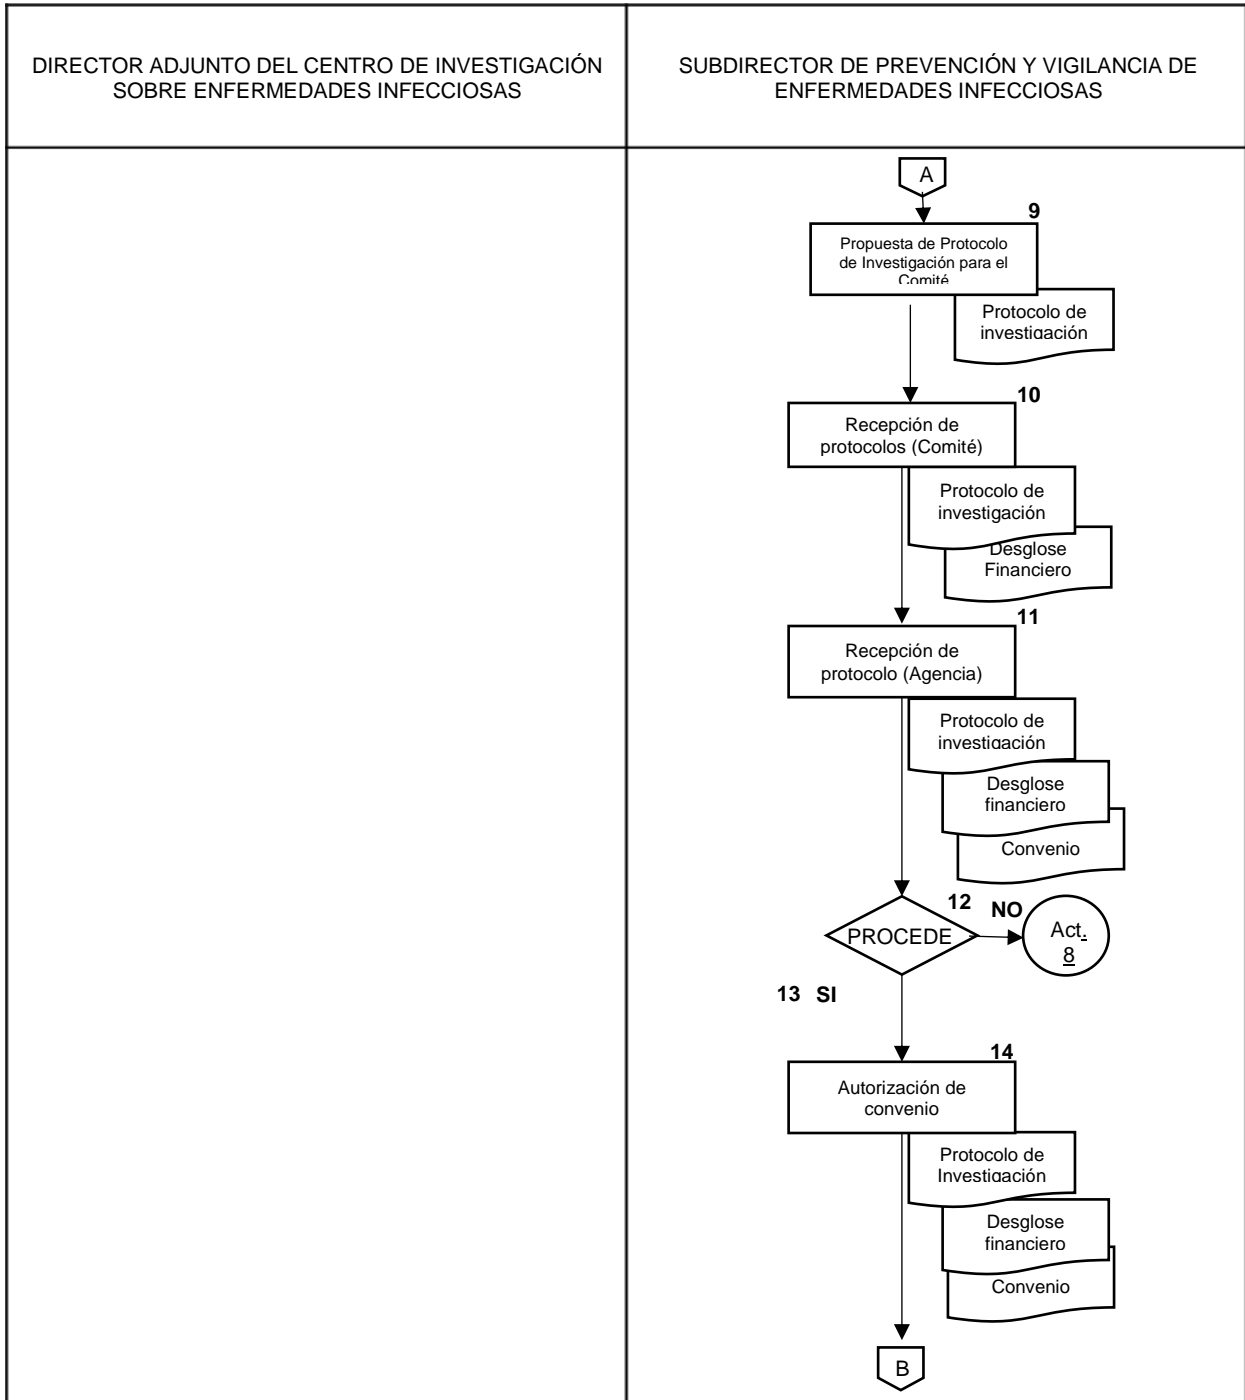 DIRECTOR ADJUNTO DEL CENTRO DE INVESTIGACIÓN
SOBRE ENFERMEDADES INFECCIOSAS
SUBDIRECTOR DE PREVENCIÓN Y VIGILANCIA DE
ENFERMEDADES INFECCIOSAS
A
9
Propuesta de Protocolo
de Investigación para el
Comité
Protocolo de
investigación
10
Recepción de
protocolos (Comité)
Protocolo de
investigación
Desglose
Financiero
11
Recepción de
protocolo (Agencia)
Protocolo de
investigación
Desglose
financiero
Convenio
12
NO
PROCEDE
Act.
8
13 SI
14
Autorización de
convenio
Protocolo de
Investigación
Desglose
financiero
Convenio
B